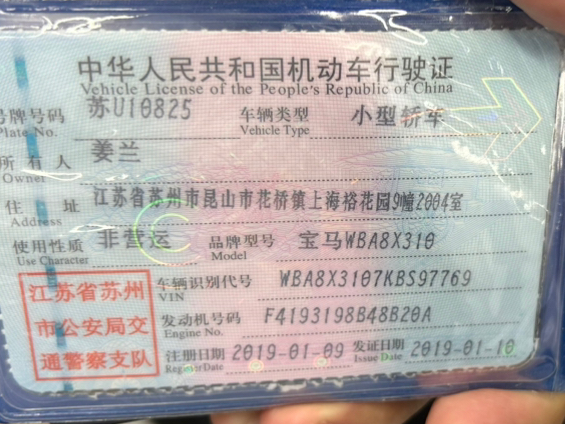 中华人民共和国机动车行驶证
Vehicle License of the People's Republic of China
号牌号码 苏U10825 车辆类型 小型轿车
Plate No. Vehicle Type
所有人 姜兰
Owner
住址 江苏省苏州市昆山市花桥镇上海裕花园9幢2004室
Address
使用性质 非营运 品牌型号 宝马WBA8X310
Use Character Model
江苏省苏州
市公安局交
通警察支队
车辆识别代号 WBA8X3107KBS97769
VIN
发动机号码 F4193198B48B20A
Engine No.
注册日期 2019-01-09 发证日期 2019-01-10
Register Date Issue Date